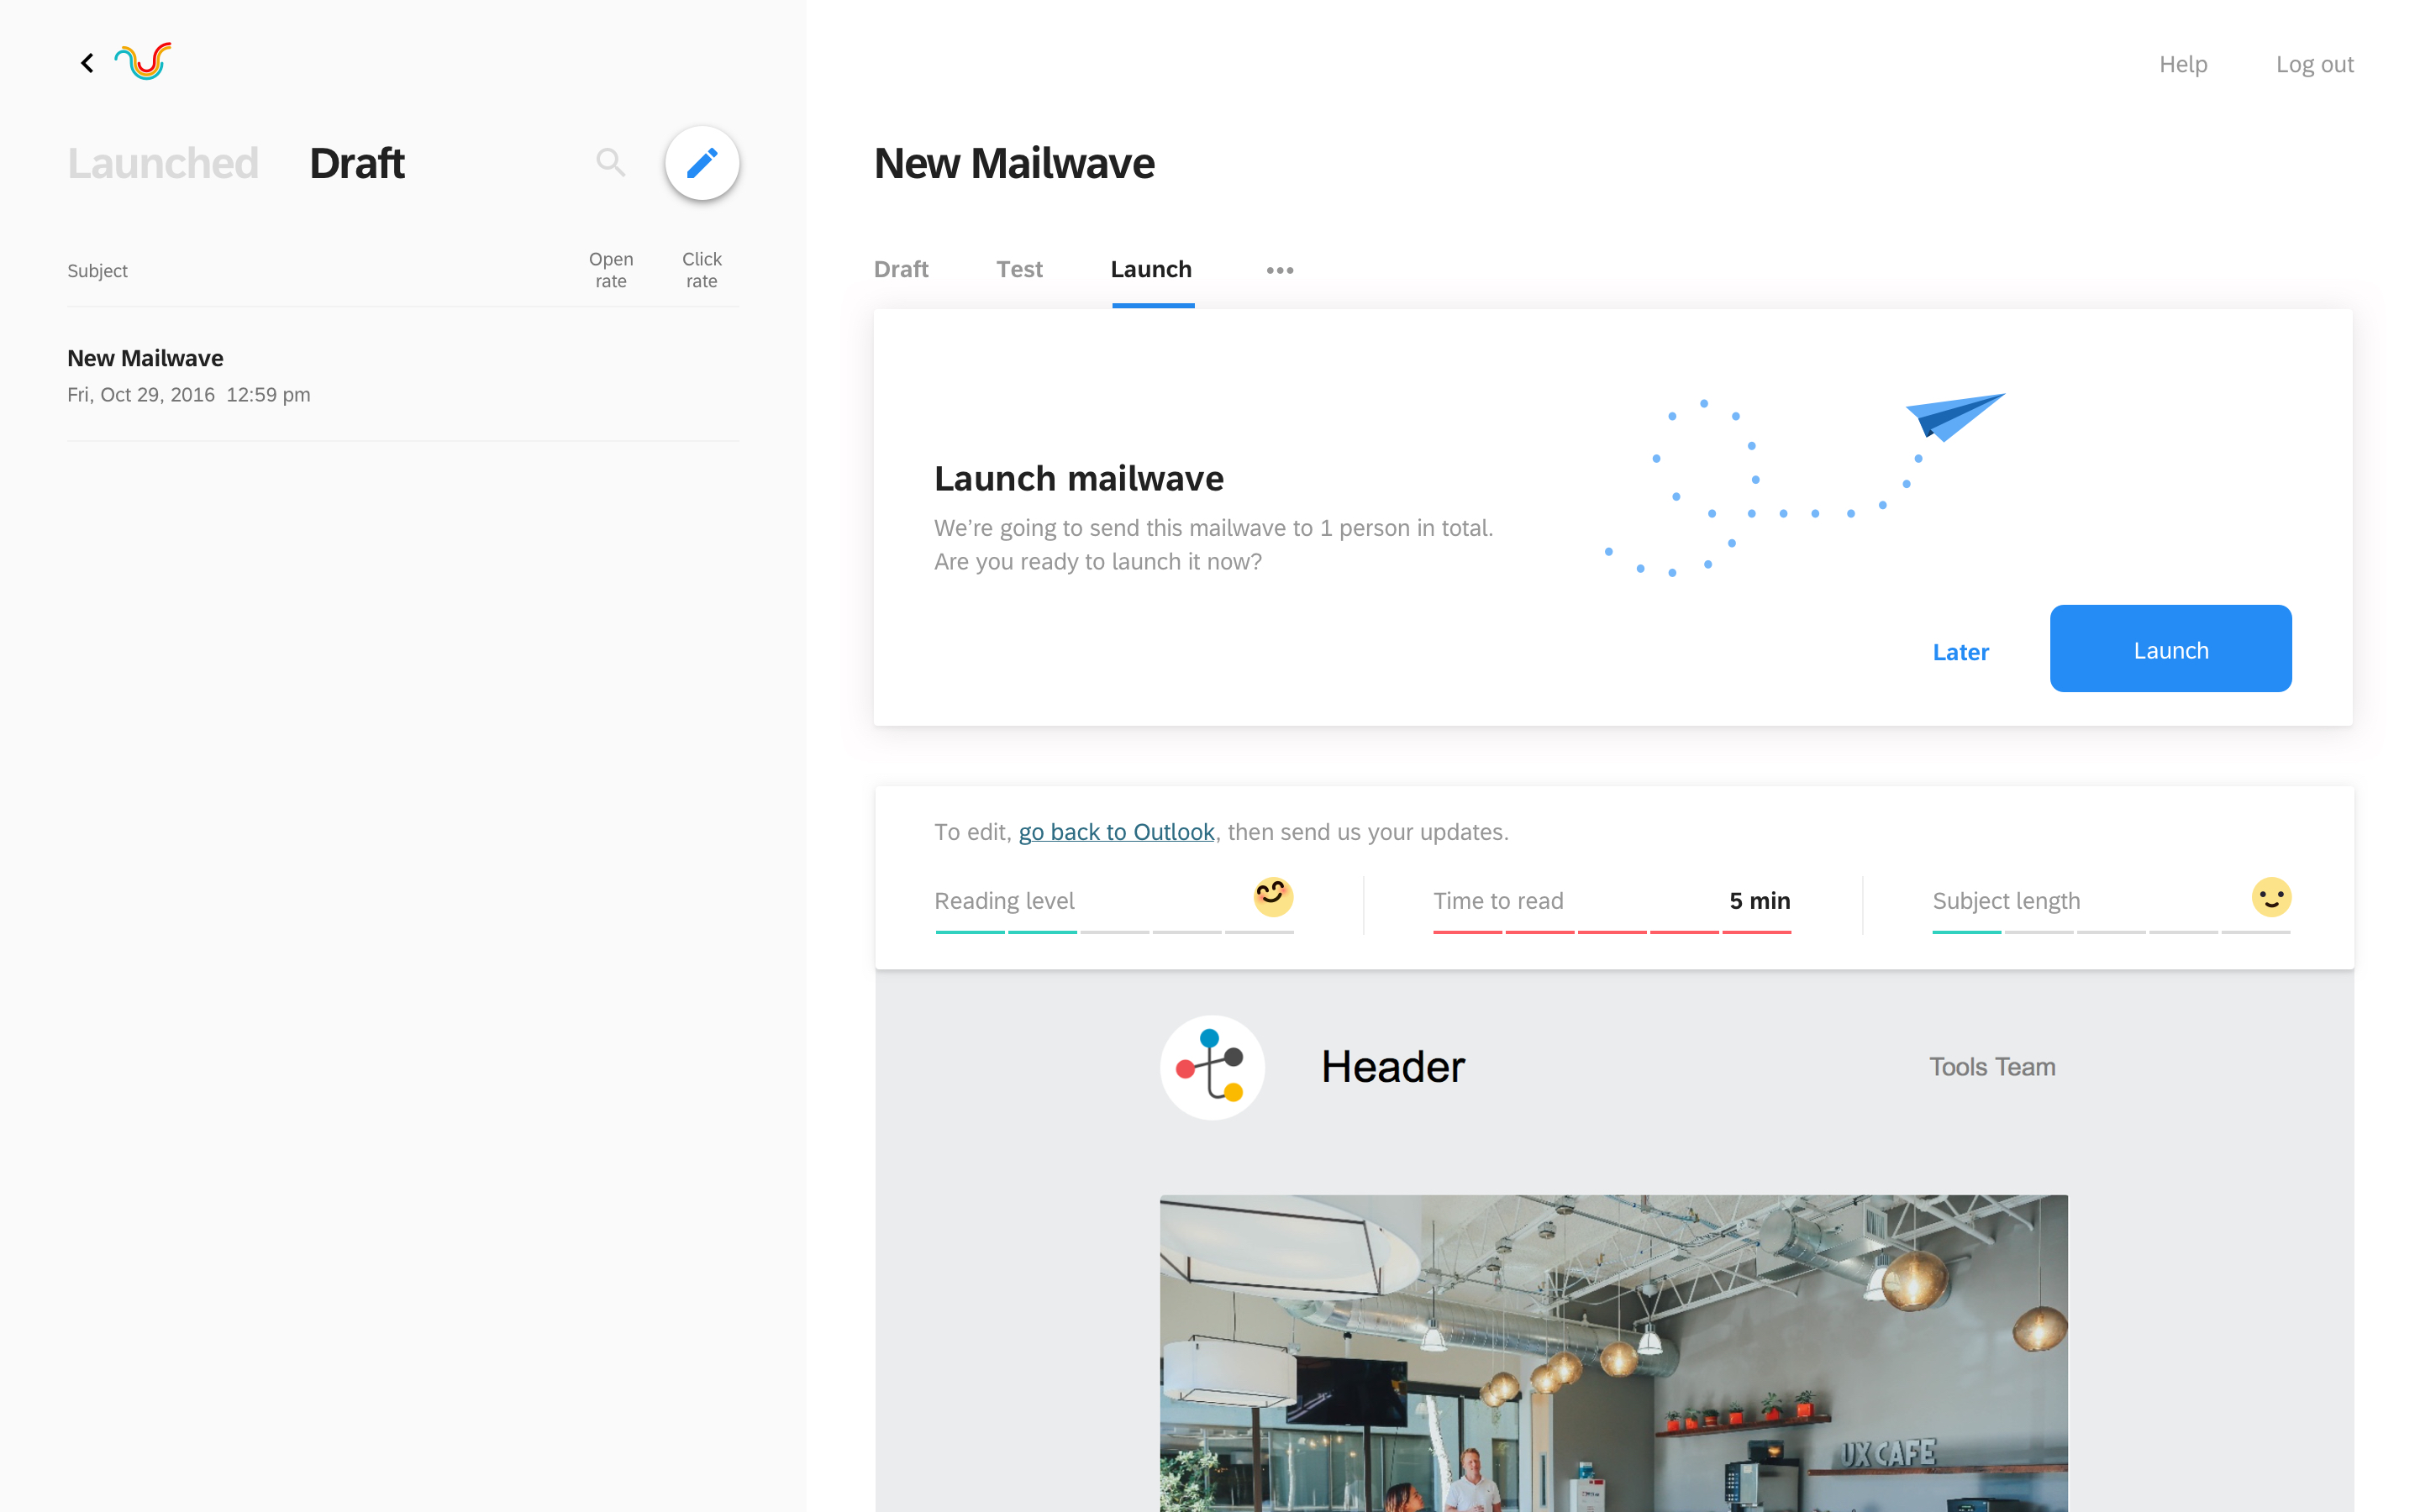 Help
Log out
Launched
Draft
Subject
Open
rate
Click
rate
New Mailwave
Fri, Oct 29, 2016 12:59 pm
New Mailwave
Draft
Test
Launch
Launch mailwave
We’re going to send this mailwave to 1 person in total.
Are you ready to launch it now?
Later
Launch
To edit, go back to Outlook, then send us your updates.
Reading level
Time to read
5 min
Subject length
Header
Tools Team
UX CAFE